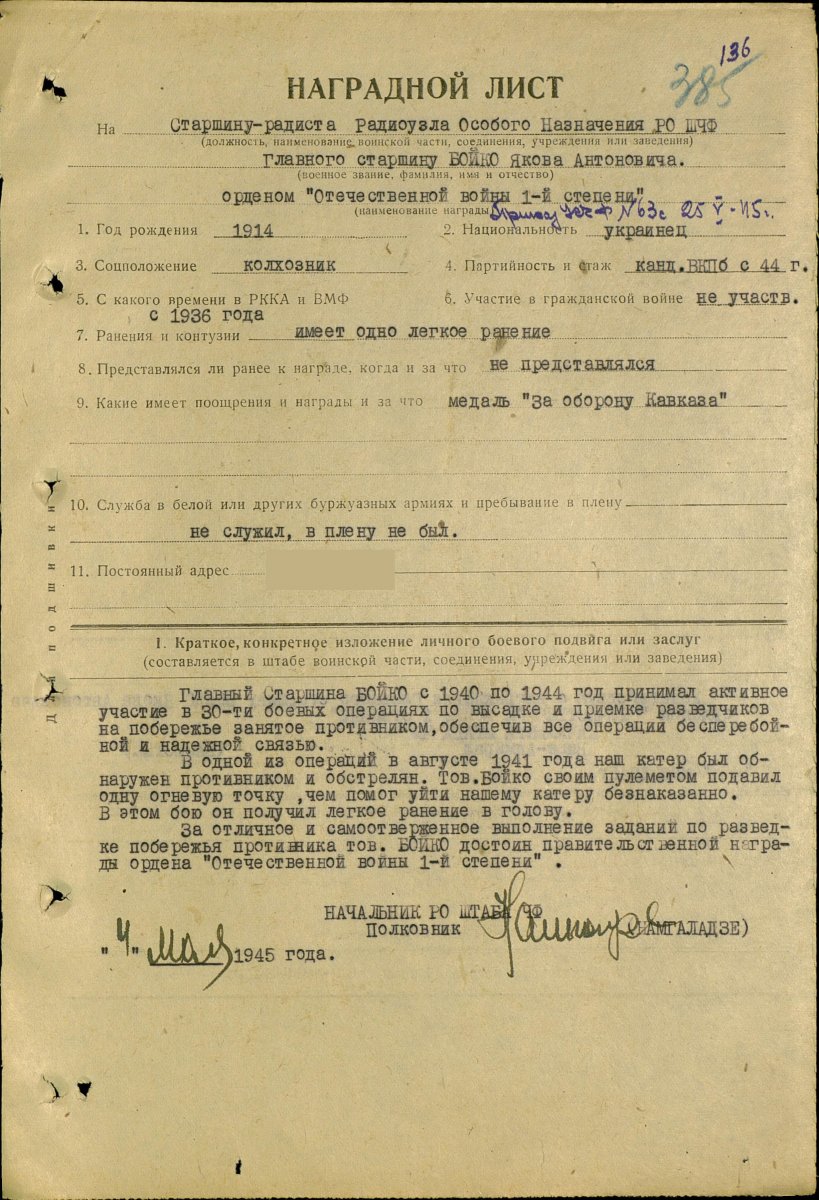 136
385
НАГРАДНОЙ ЛИСТ
На Старшину-радиста Радиоузла Особого Назначения РО ШЧФ
(должность, наименование воинской части, соединения, учреждения или заведения)
Главного старшину БОЙКО Якова Антоновича.
(военное звание, фамилия, имя и отчество)
орденом "Отечественной войны 1-й степени"
(наименование награды
№ 63с 25 V-45г.
1. Год рождения 1914 2. Национальность украинец
3. Соцположение колхозник 4. Партийность и стаж канд.ВКПб с 44 г.
5. С какого времени в РККА и ВМФ 6. Участие в гражданской войне не участв.
с 1936 года
7. Ранения и контузии имеет одно легкое ранение
8. Представлялся ли ранее к награде, когда и за что не представлялся
9. Какие имеет поощрения и награды и за что медаль "За оборону Кавказа"
10. Служба в белой или других буржуазных армиях и пребывание в плену
не служил, в плену не был.
11. Постоянный адрес
Для подшивки
1. Краткое, конкретное изложение личного боевого подвига или заслуг
(составляется в штабе воинской части, соединения, учреждения или заведения)
Главный Старшина БОЙКО с 1940 по 1944 год принимал активное
участие в 30-ти боевых операциях по высадке и приемке разведчиков
на побережье занятое противником,обеспечив все операции бесперебой-
ной и надежной связью.
В одной из операций в августе 1941 года наш катер был об-
наружен противником и обстрелян. Тов.Бойко своим пулеметом подавил
одну огневую точку ,чем помог уйти нашему катеру безнаказанно.
В этом бою он получил легкое ранение в голову.
За отличное и самоотверженное выполнение заданий по развед-
ке побережья противника тов. БОЙКО достоин правительственной награ-
ды ордена "Отечественной войны 1-й степени" .
НАЧАЛЬНИК РО ШТАБА ЧФ
Полковник (НАМГАЛАДЗЕ)
"4" Мая 1945 года.